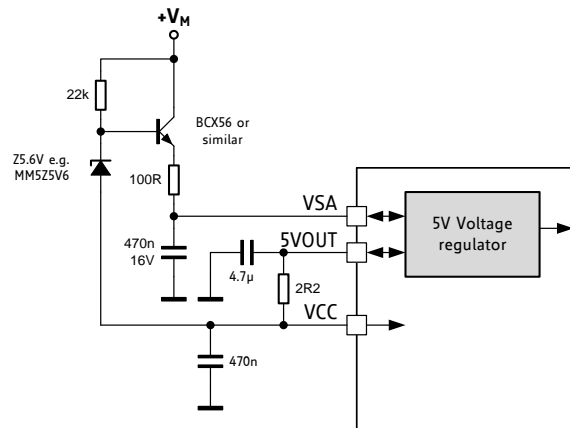 +VM
22k
BCX56 or
similar
Z5.6V e.g.
MM5Z5V6
100R
VSA
5V Voltage
regulator
470n
16V
5VOUT
4.7µ
2R2
VCC
470n